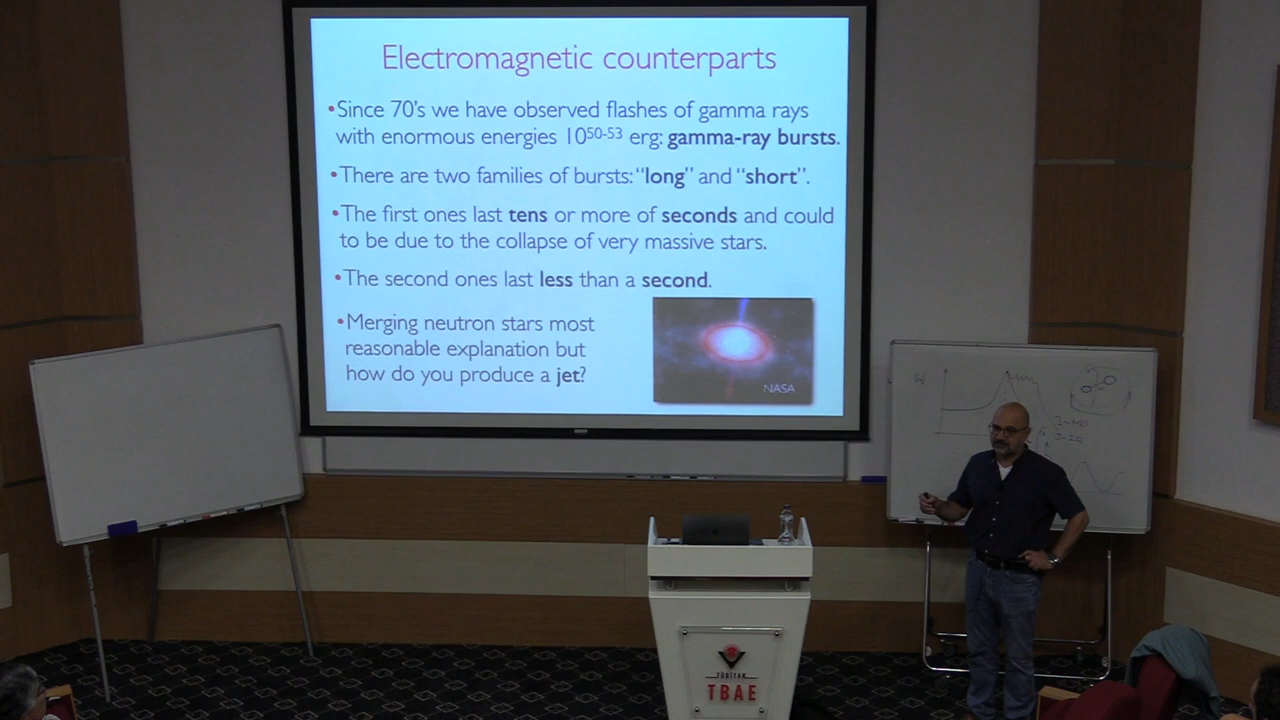 Electromagnetic counterparts
•Since 70's we have observed flashes of gamma rays
with enormous energies 10⁵⁰⁻⁵³ erg: gamma-ray bursts.
•There are two families of bursts: “long” and “short”.
•The first ones last tens or more of seconds and could
to be due to the collapse of very massive stars.
•The second ones last less than a second.
•Merging neutron stars most
reasonable explanation but
how do you produce a jet?
NASA
TÜBİTAK
TBAE